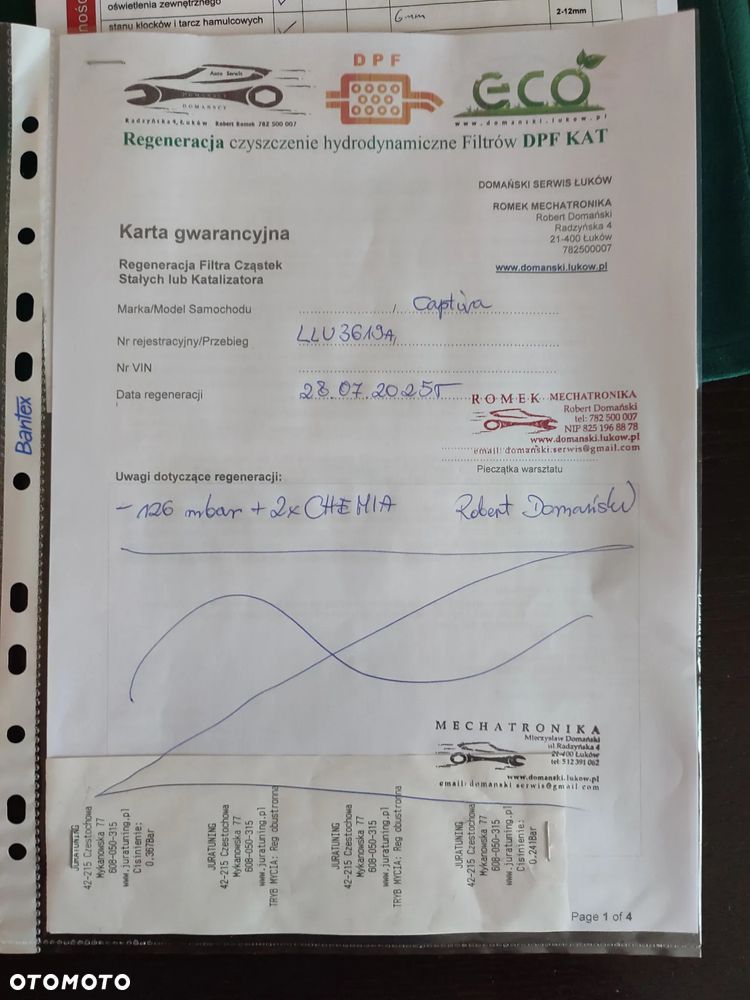 oświetlenia zewnętrznego
stanu klocków i tarcz hamulcowych
6 mm
2-12mm
Auto Serwis
DOMAŃSKI
DOMAŃSCY
Radzyńska 4, Łuków Robert Romek 782 500 007
DPF
eco
www.domanski.lukow.pl
Regeneracja czyszczenie hydrodynamiczne Filtrów DPF KAT
DOMAŃSKI SERWIS ŁUKÓW
ROMEK MECHATRONIKA
Robert Domański
Radzyńska 4
21-400 Łuków
782500007
www.domanski.lukow.pl
Karta gwarancyjna
Regeneracja Filtra Cząstek
Stałych lub Katalizatora
Marka/Model Samochodu / Captiva
Nr rejestracyjny/Przebieg LLU3619A
Nr VIN
Data regeneracji 28.07.2025r
ROMEK MECHATRONIKA
Robert Domański
tel: 782 500 007
NIP 825 196 88 78
www.domanski.lukow.pl
email: domanski.serwis@gmail.com
Pieczątka warsztatu
Uwagi dotyczące regeneracji:
- 126 mbar + 2x CHEMIA Robert Domański
MECHATRONIKA
Mieczysław Domański
ul.Radzyńska 4
21-400 Łuków
tel: 512 391 062
www.domanski.lukow.pl
email: domanski serwis@gmail com
JURATUNING
42-215 Czestochowa
Mykanowska 77
608-050-315
www.juratuning.pl
Cisinienie:
0.367Bar
JURATUNING
42-215 Czestochowa
Mykanowska 77
608-050-315
www.juratuning.pl
TRYB MYCIA: Reg obustronna
JURATUNING
42-215 Czestochowa
Mykanowska 77
608-050-315
www.juratuning.pl
TRYB MYCIA: Reg obustronna
JURATUNING
42-215 Czestochowa
Mykanowska 77
608-050-315
www.juratuning.pl
Cisinienie:
0.241Bar
Page 1 of 4
Bantex
OTOMOTO